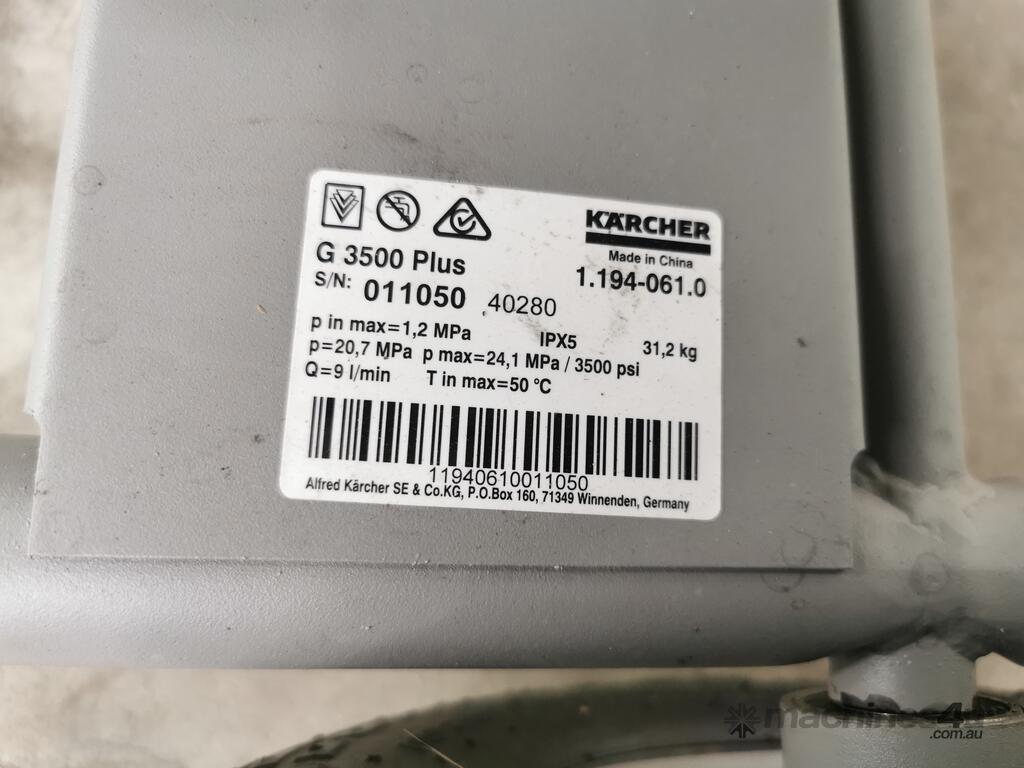 KÄRCHER
Made in China
G 3500 Plus
1.194-061.0
S/N: 011050 40280
p in max=1,2 MPa IPX5 31,2 kg
p=20,7 MPa p max=24,1 MPa / 3500 psi
Q=9 l/min T in max=50 °C
11940610011050
Alfred Kärcher SE & Co.KG, P.O.Box 160, 71349 Winnenden, Germany
machines4u
.com.au